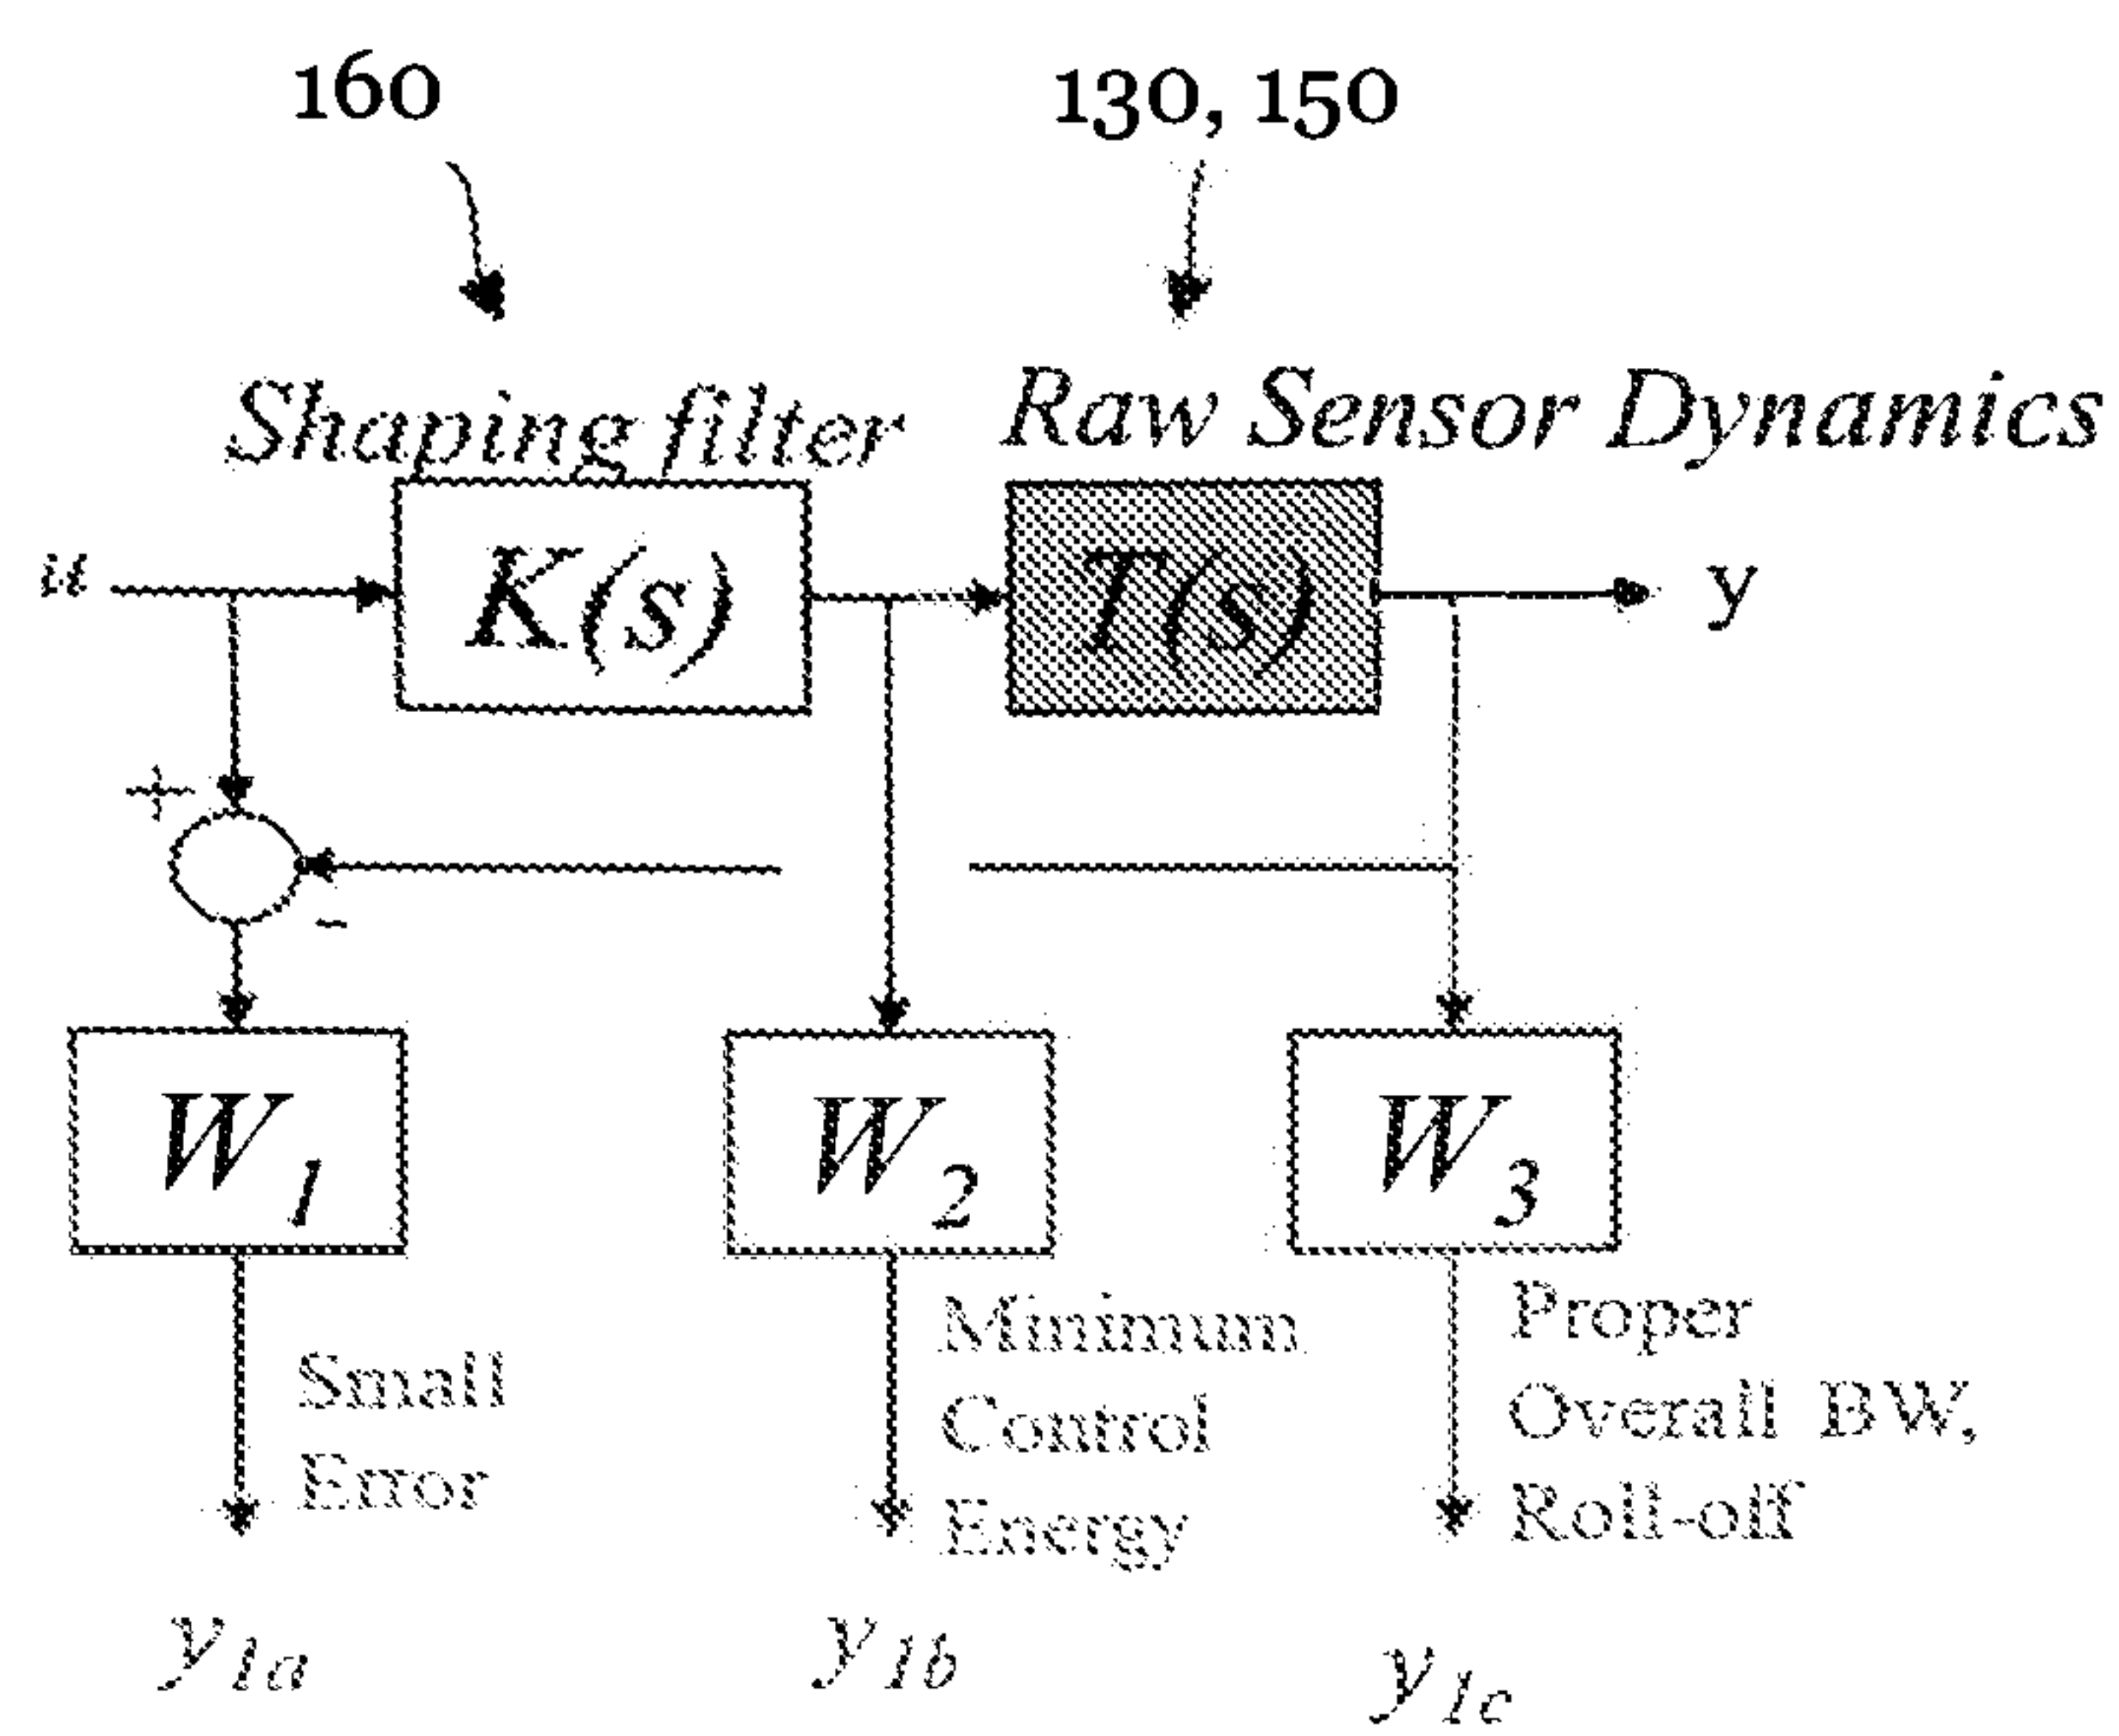 160
130, 150
Shaping filter
Raw Sensor Dynamics
u
K(s)
T(s)
y
+
-
W1
W2
W3
Small
Error
Minimum
Control
Energy
Proper
Overall BW,
Roll-off
y1a
y1b
y1c